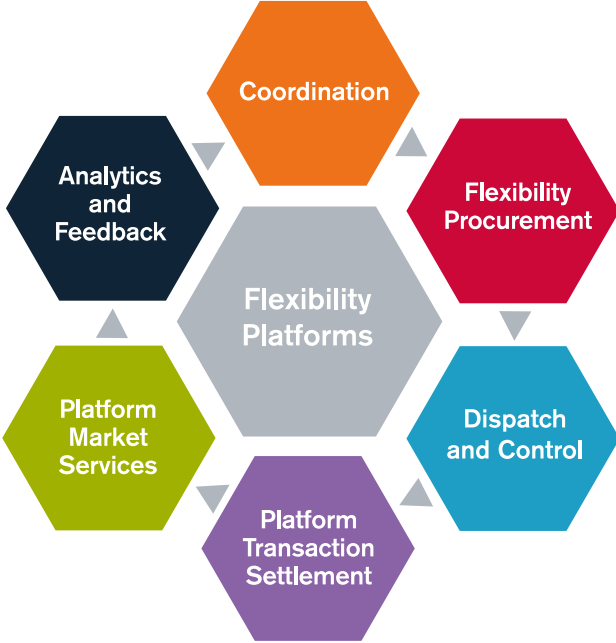 Coordination
Flexibility
Procurement
Dispatch
and Control
Platform
Transaction
Settlement
Platform
Market
Services
Analytics
and
Feedback
Flexibility
Platforms